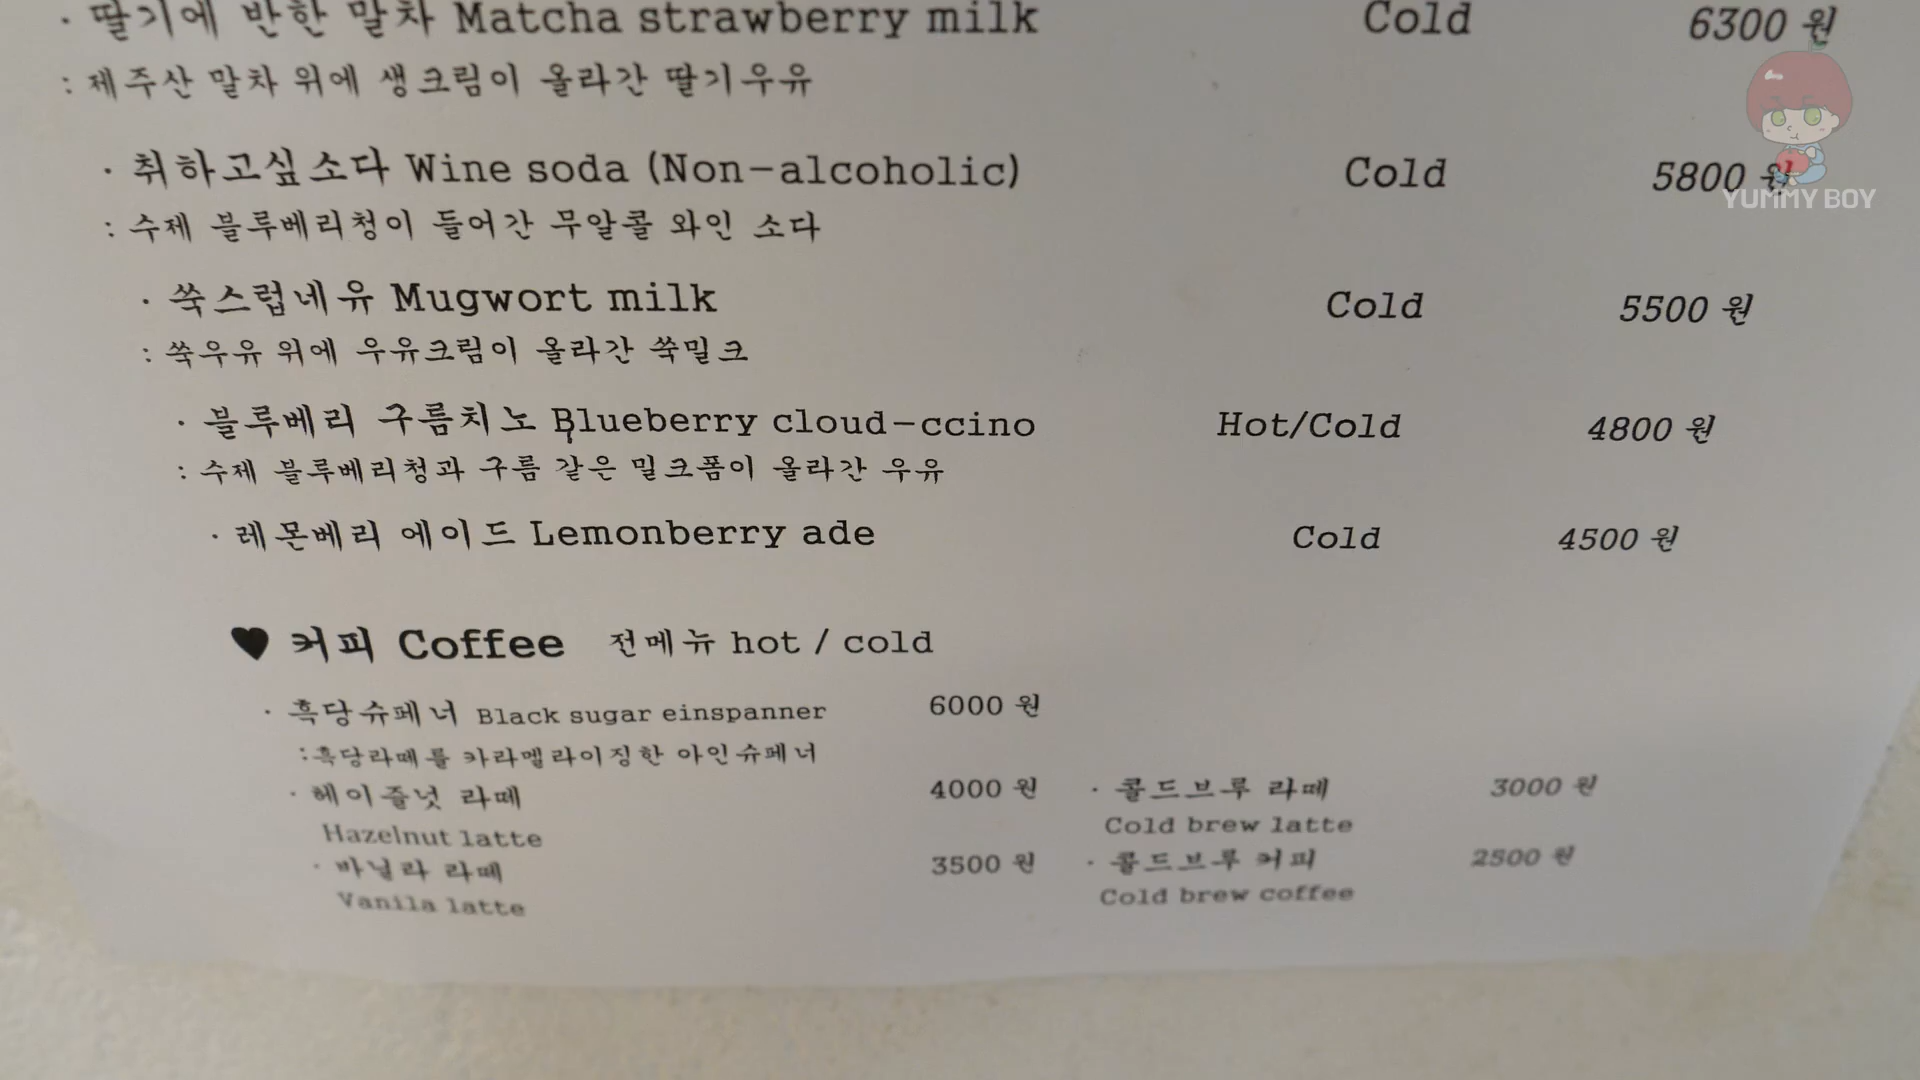 · 딸기에 반한 말차 Matcha strawberry milk Cold 6300 원
: 제주산 말차 위에 생크림이 올라간 딸기우유
· 취하고싶소다 Wine soda (Non-alcoholic) Cold 5800 원
YUMMY BOY
: 수제 블루베리청이 들어간 무알콜 와인 소다
· 쑥스럽네유 Mugwort milk Cold 5500 원
: 쑥우유 위에 우유크림이 올라간 쑥밀크
· 블루베리 구름치노 Blueberry cloud-ccino Hot/Cold 4800 원
: 수제 블루베리청과 구름 같은 밀크폼이 올라간 우유
· 레몬베리 에이드 Lemonberry ade Cold 4500 원
♥ 커피 Coffee 전메뉴 hot / cold
· 흑당슈페너 Black sugar einspanner 6000 원
:흑당라떼를 카라멜라이징한 아인슈페너
· 헤이즐넛 라떼 4000 원 · 콜드브루 라떼 3000 원
Hazelnut latte Cold brew latte
· 바닐라 라떼 3500 원 · 콜드브루 커피 2500 원
Vanila latte Cold brew coffee